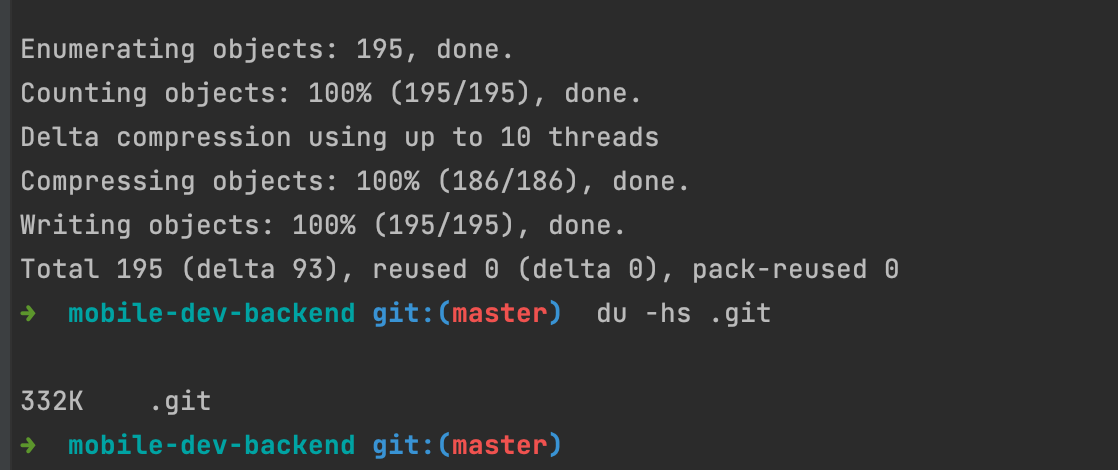 Enumerating objects: 195, done.
Counting objects: 100% (195/195), done.
Delta compression using up to 10 threads
Compressing objects: 100% (186/186), done.
Writing objects: 100% (195/195), done.
Total 195 (delta 93), reused 0 (delta 0), pack-reused 0
➜  mobile-dev-backend git:(master)  du -hs .git
332K    .git
➜  mobile-dev-backend git:(master)